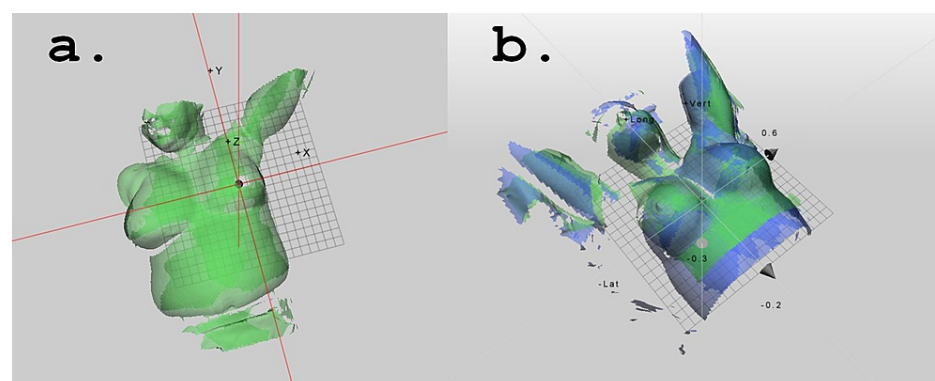 a.
+Y
+Z
+X
b.
+Vert
+Long
0.6
-0.3
-Lat
-0.2